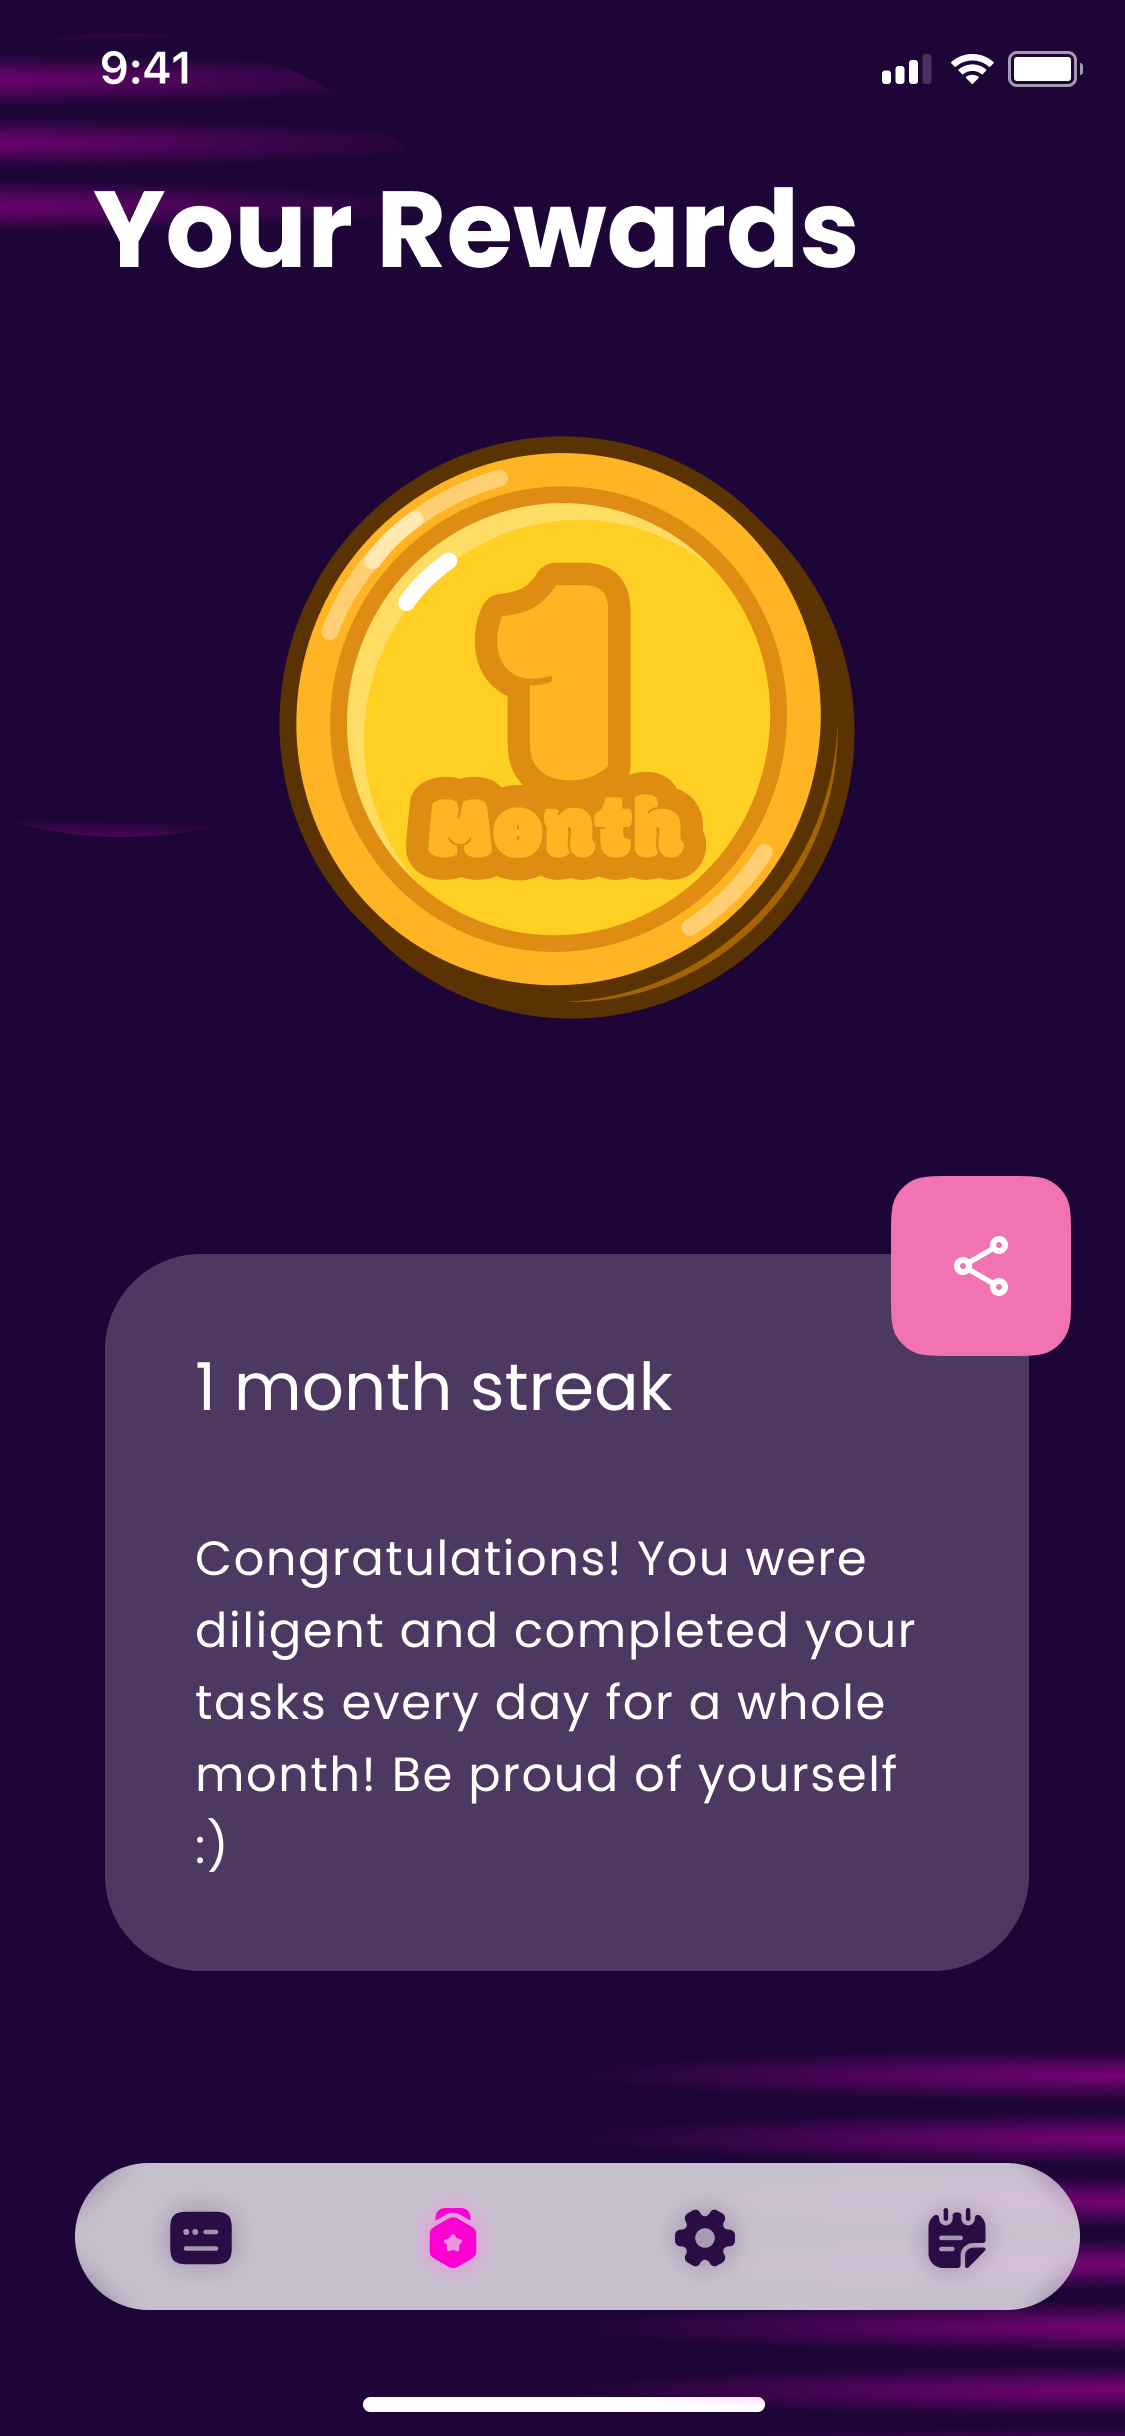 9:41
Your Rewards
1
Month
1 month streak
Congratulations! You were
diligent and completed your
tasks every day for a whole
month! Be proud of yourself
:)